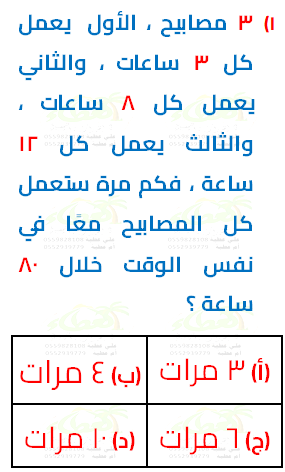 ١) ٣ مصابيح ، الأول يعمل
كل ٣ ساعات ، والثاني
يعمل كل ٨ ساعات ،
والثالث يعمل كل ١٢
ساعة ، فكم مرة ستعمل
كل المصابيح معًا في
نفس الوقت خلال ٨٠
ساعة ؟
(أ) ٣ مرات (ب) ٤ مرات
(ج) ٦ مرات (د) ١٠ مرات